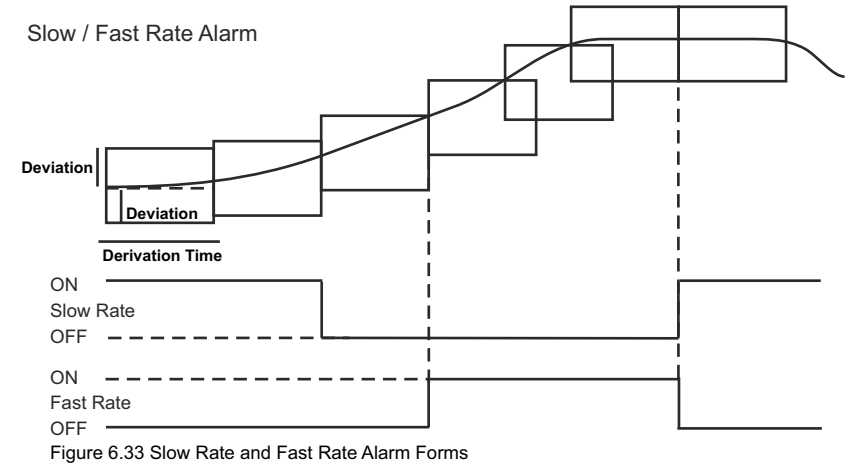 Slow / Fast Rate Alarm
Deviation
Deviation
Derivation Time
ON
Slow Rate
OFF
ON
Fast Rate
OFF
Figure 6.33 Slow Rate and Fast Rate Alarm Forms